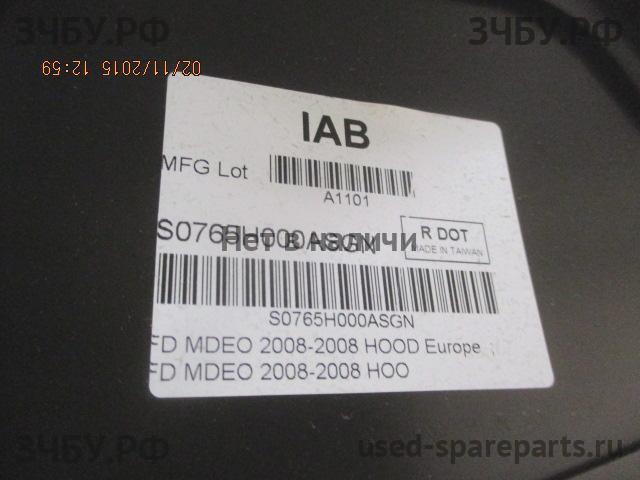 ЗЧБУ.РФ
ЗЧБУ.РФ
02/11/2015 12:59
IAB
MFG Lot
A1101
S0765H000ASGN
Нет в наличии
R DOT
MADE IN TAIWAN
S0765H000ASGN
FD MDEO 2008-2008 HOOD Europe ;
FD MDEO 2008-2008 HOO
ЗЧБУ.РФ
used-spareparts.ru